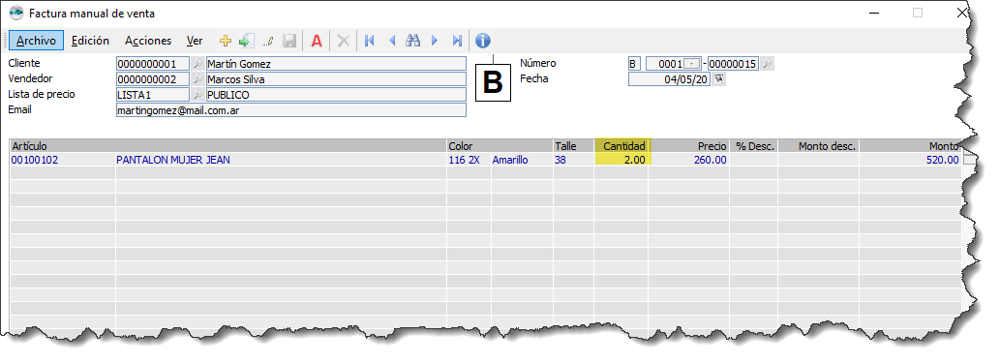 Factura manual de venta
Archivo Edición Acciones Ver A
Cliente 0000000001 Martín Gomez Número B 0001 -00000015
Vendedor 0000000002 Marcos Silva Fecha 04/05/20
Lista de precio LISTA1 PUBLICO
Email martingomez@mail.com.ar
B
Artículo Color Talle Cantidad Precio % Desc. Monto desc. Monto
00100102 PANTALON MUJER JEAN 116 2X Amarillo 38 2.00 260.00 520.00